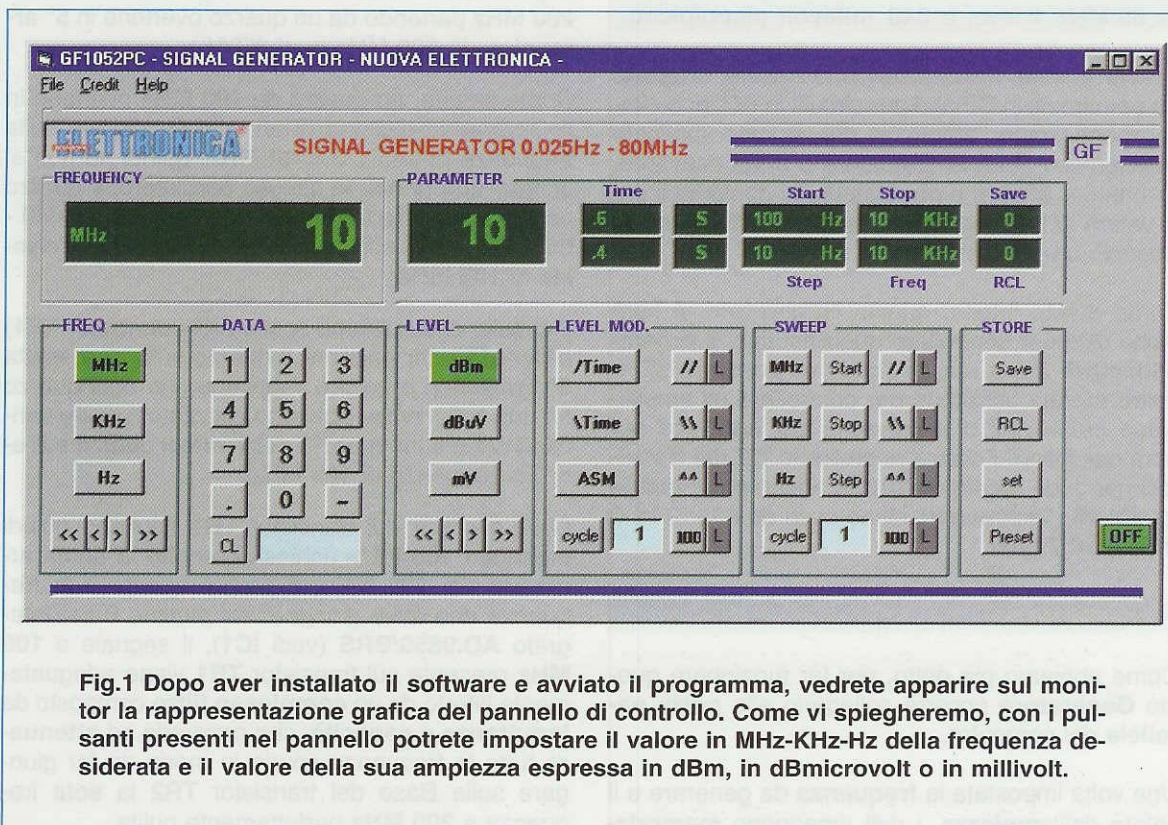 GF1052PC - SIGNAL GENERATOR - NUOVA ELETTRONICA -
File Credit Help
ELETTRONICA
SIGNAL GENERATOR 0.025Hz - 80MHz
GF
FREQUENCY
MHz 10
PARAMETER
10
Time Start Stop Save
.6 S 100 Hz 10 KHz 0
.4 S 10 Hz 10 KHz 0
Step Freq RCL
FREQ
MHz
KHz
Hz
<< < > >>
DATA
1 2 3
4 5 6
7 8 9
. 0 -
CL
LEVEL
dBm
dBuV
mV
<< < > >>
LEVEL MOD.
/Time // L
\Time \\ L
ASM ^^ L
cycle 1 L
SWEEP
MHz Start // L
KHz Stop \\ L
Hz Step ^^ L
cycle 1 L
STORE
Save
RCL
set
Preset
OFF
Fig.1 Dopo aver installato il software e avviato il programma, vedrete apparire sul moni-
tor la rappresentazione grafica del pannello di controllo. Come vi spiegheremo, con i pul-
santi presenti nel pannello potrete impostare il valore in MHz-KHz-Hz della frequenza de-
siderata e il valore della sua ampiezza espressa in dBm, in dBmicrovolt o in millivolt.